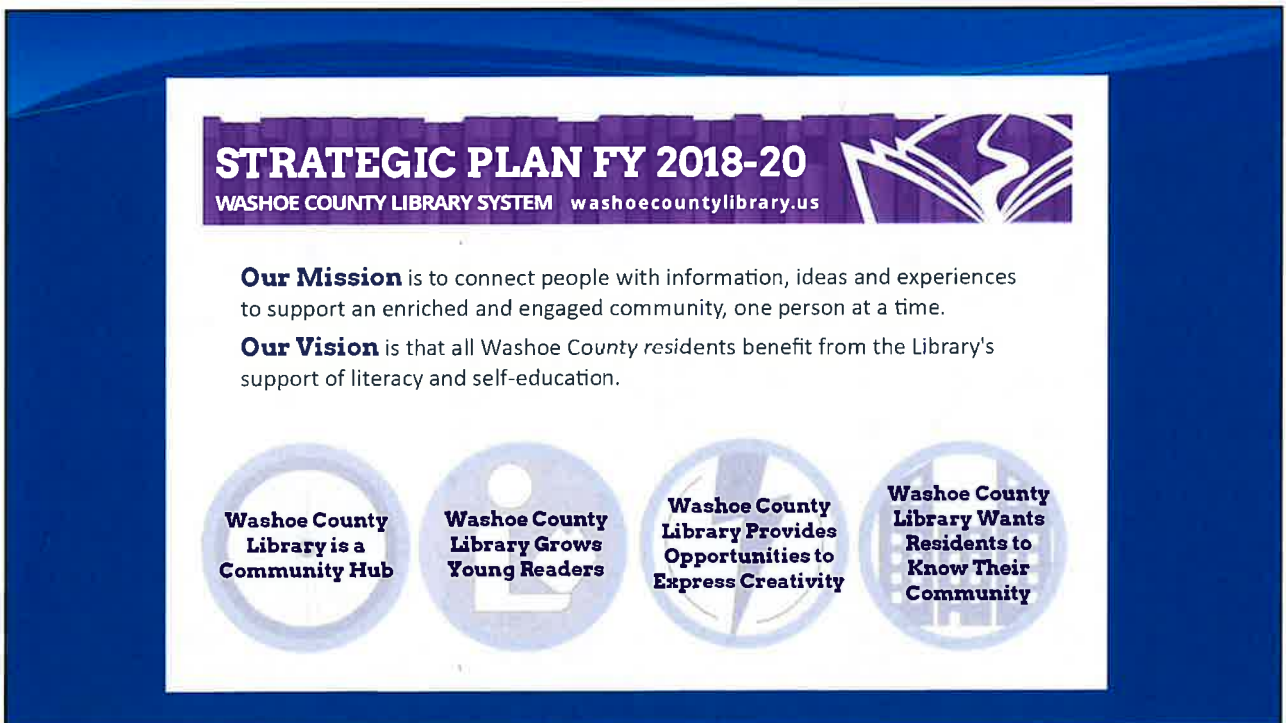 STRATEGIC PLAN FY 2018-20
WASHOE COUNTY LIBRARY SYSTEM washoecountylibrary.us
Our Mission is to connect people with information, ideas and experiences
to support an enriched and engaged community, one person at a time.
Our Vision is that all Washoe County residents benefit from the Library's
support of literacy and self-education.
Washoe County
Library is a
Community Hub
Washoe County
Library Grows
Young Readers
Washoe County
Library Provides
Opportunities to
Express Creativity
Washoe County
Library Wants
Residents to
Know Their
Community